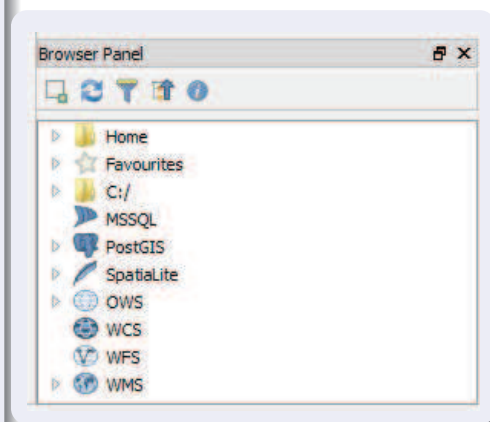 Browser Panel
Home
Favourites
C:/
MSSQL
PostGIS
SpatiaLite
OWS
WCS
WFS
WMS